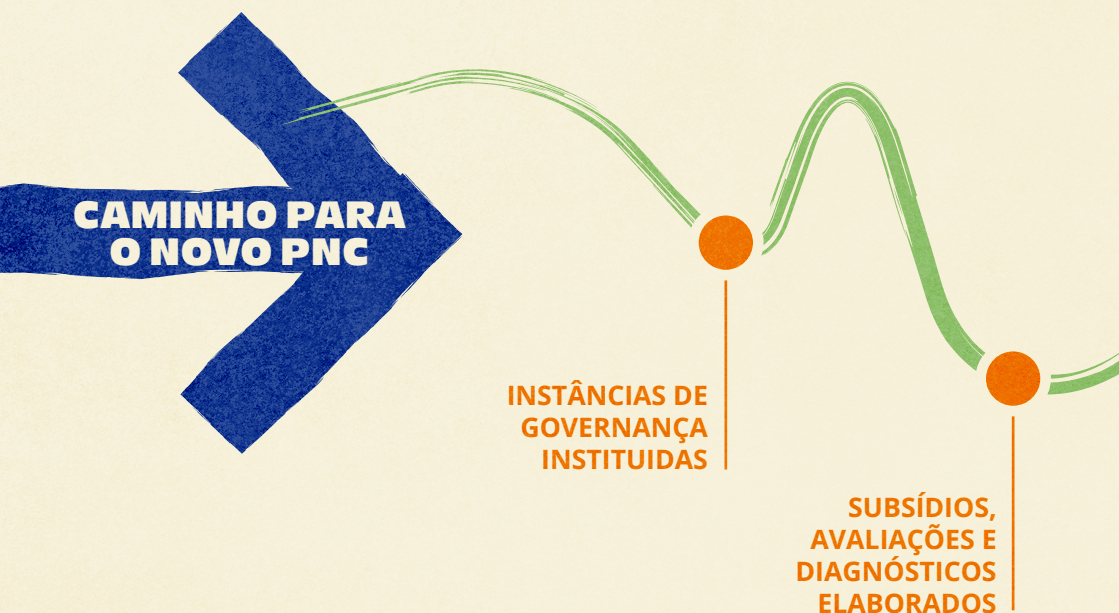 CAMINHO PARA
O NOVO PNC
INSTÂNCIAS DE
GOVERNANÇA
INSTITUIDAS
SUBSÍDIOS,
AVALIAÇÕES E
DIAGNÓSTICOS
ELABORADOS